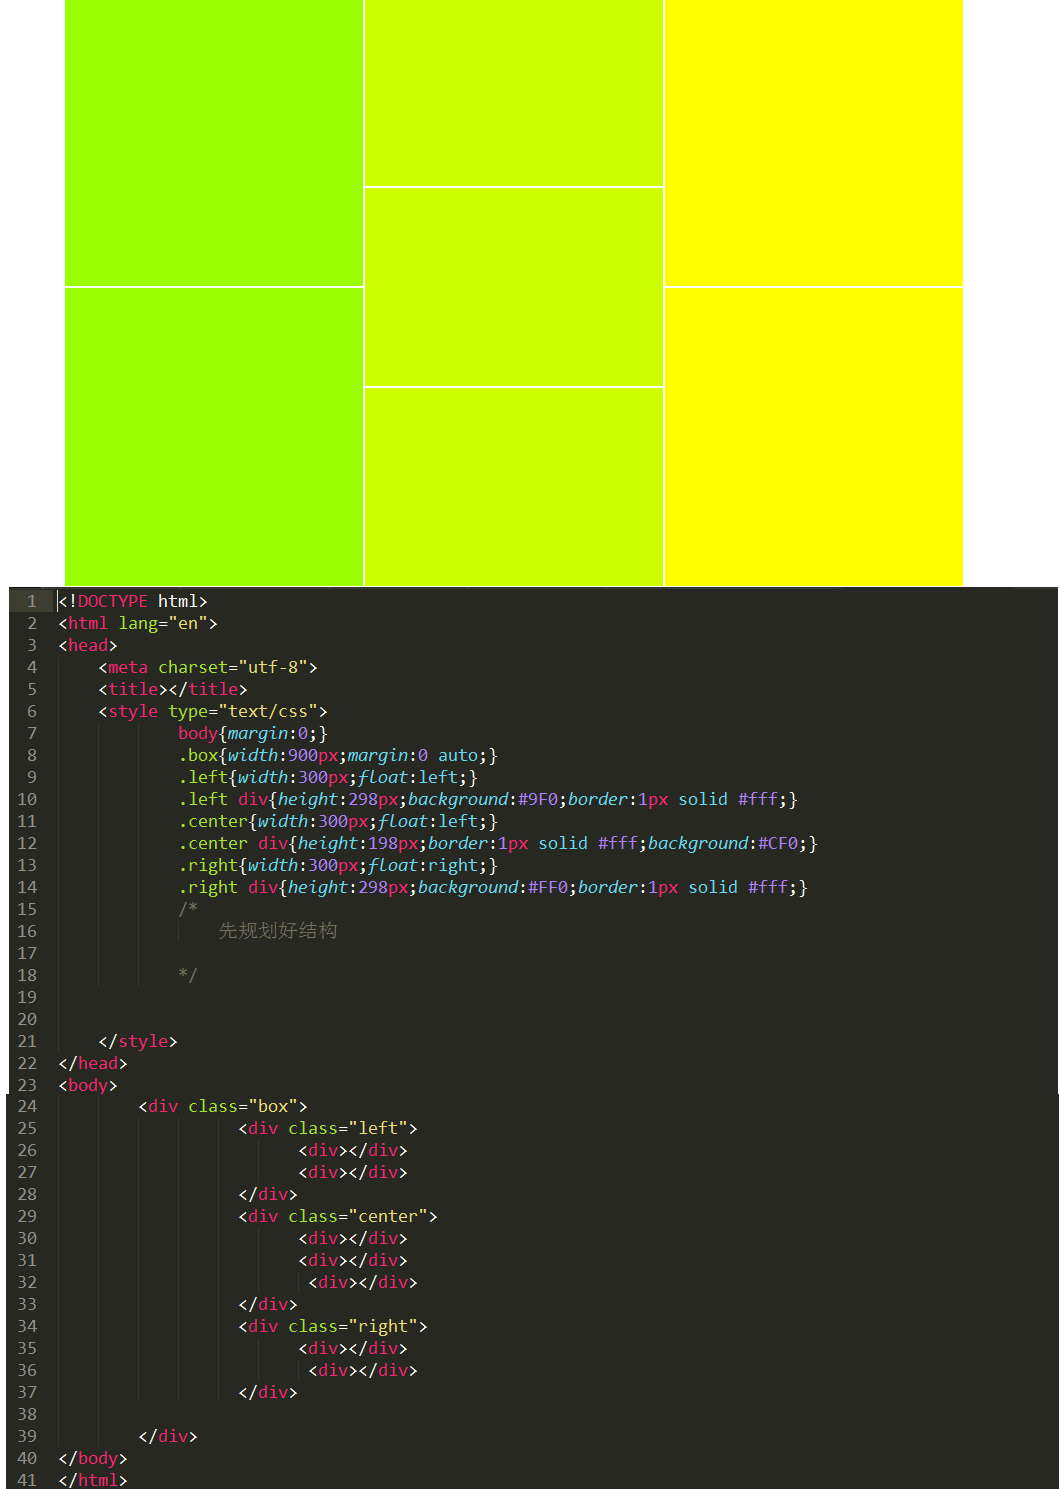 1 <!DOCTYPE html>
2 <html lang="en">
3 <head>
4 <meta charset="utf-8">
5 <title></title>
6 <style type="text/css">
7 body{margin:0;}
8 .box{width:900px;margin:0 auto;}
9 .left{width:300px;float:left;}
10 .left div{height:298px;background:#9F0;border:1px solid #fff;}
11 .center{width:300px;float:left;}
12 .center div{height:198px;border:1px solid #fff;background:#CF0;}
13 .right{width:300px;float:right;}
14 .right div{height:298px;background:#FF0;border:1px solid #fff;}
15 /*
16 先规划好结构
17
18 */
19
20
21 </style>
22 </head>
23 <body>
24 <div class="box">
25 <div class="left">
26 <div></div>
27 <div></div>
28 </div>
29 <div class="center">
30 <div></div>
31 <div></div>
32 <div></div>
33 </div>
34 <div class="right">
35 <div></div>
36 <div></div>
37 </div>
38
39 </div>
40 </body>
41 </html>